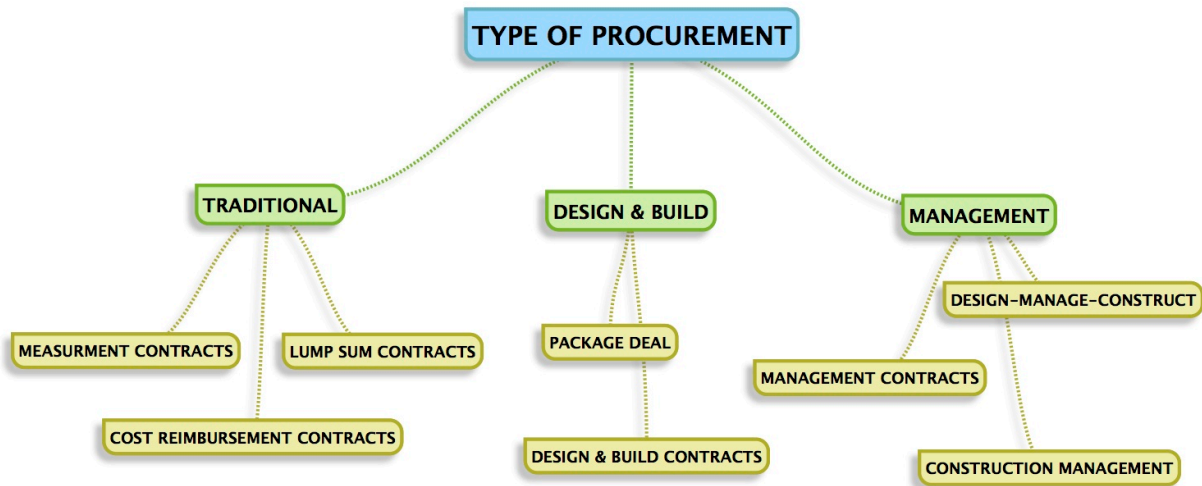 TYPE OF PROCUREMENT
TRADITIONAL
DESIGN & BUILD
MANAGEMENT
MEASURMENT CONTRACTS
LUMP SUM CONTRACTS
COST REIMBURSEMENT CONTRACTS
PACKAGE DEAL
DESIGN & BUILD CONTRACTS
DESIGN-MANAGE-CONSTRUCT
MANAGEMENT CONTRACTS
CONSTRUCTION MANAGEMENT